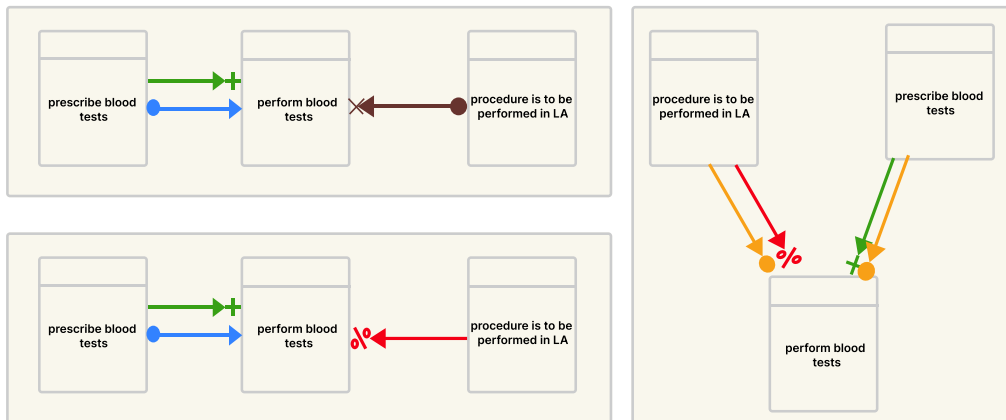 prescribe blood
tests
perform blood
tests
procedure is to be
performed in LA
prescribe blood
tests
perform blood
tests
%
procedure is to be
performed in LA
procedure is to be
performed in LA
prescribe blood
tests
%
perform blood
tests